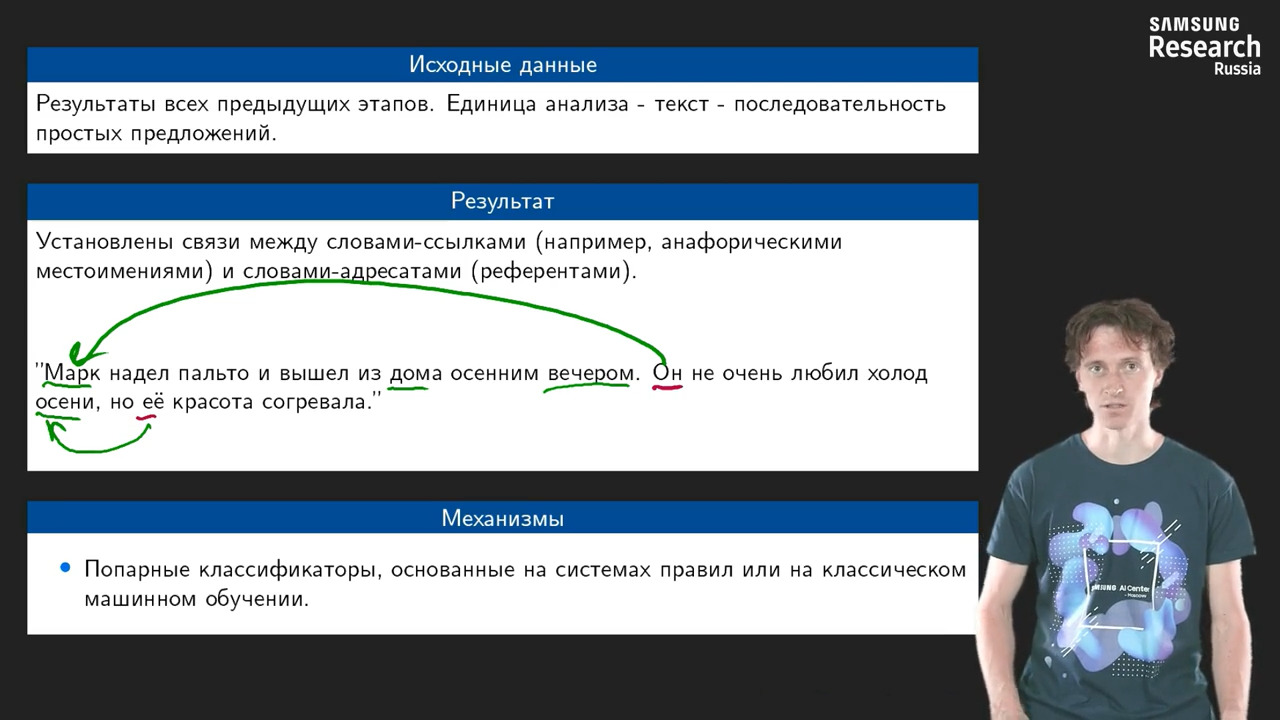 SAMSUNG
Research
Russia
Исходные данные
Результаты всех предыдущих этапов. Единица анализа - текст - последовательность
простых предложений.
Результат
Установлены связи между словами-ссылками (например, анафорическими
местоимениями) и словами-адресатами (референтами).
"Марк надел пальто и вышел из дома осенним вечером. Он не очень любил холод
осени, но её красота согревала."
Механизмы
Попарные классификаторы, основанные на системах правил или на классическом
машинном обучении.
AI Center